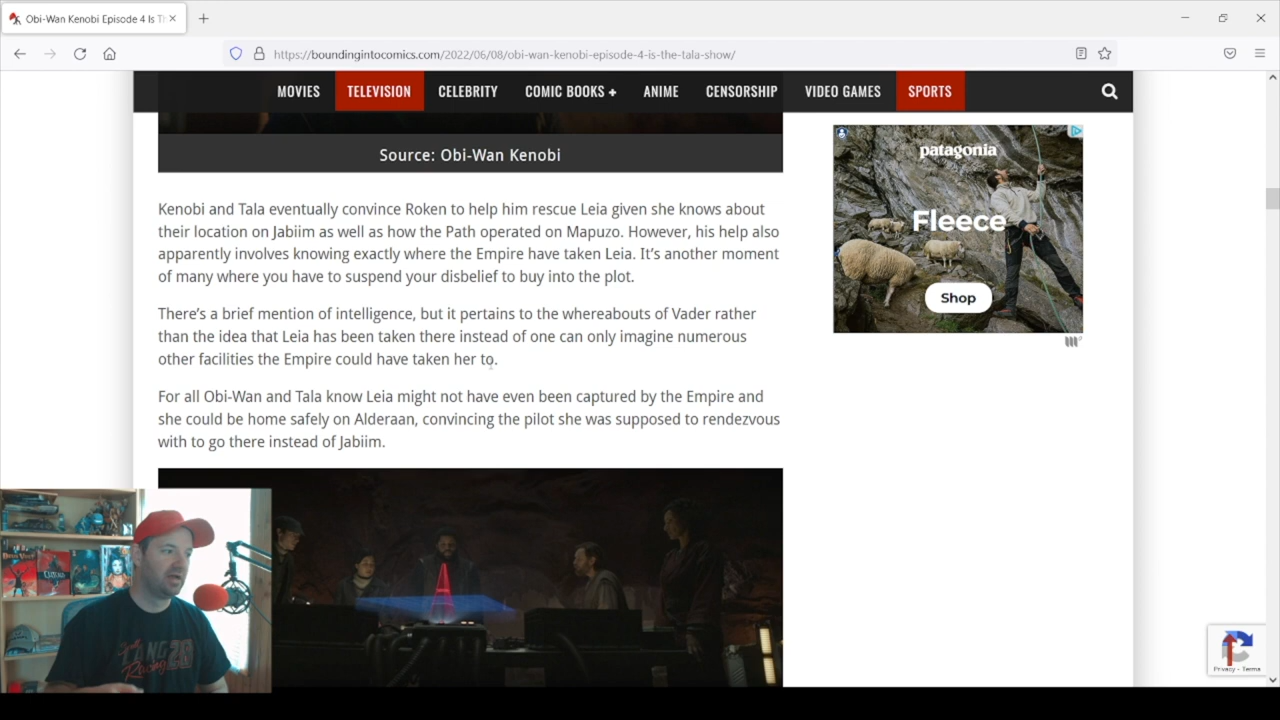 Obi-Wan Kenobi Episode 4 Is Th
https://boundingintocomics.com/2022/06/08/obi-wan-kenobi-episode-4-is-the-tala-show/
MOVIES TELEVISION CELEBRITY COMIC BOOKS + ANIME CENSORSHIP VIDEO GAMES SPORTS
Source: Obi-Wan Kenobi
Kenobi and Tala eventually convince Roken to help him rescue Leia given she knows about
their location on Jabiim as well as how the Path operated on Mapuzo. However, his help also
apparently involves knowing exactly where the Empire have taken Leia. It's another moment
of many where you have to suspend your disbelief to buy into the plot.
There's a brief mention of intelligence, but it pertains to the whereabouts of Vader rather
than the idea that Leia has been taken there instead of one can only imagine numerous
other facilities the Empire could have taken her to.
For all Obi-Wan and Tala know Leia might not have even been captured by the Empire and
she could be home safely on Alderaan, convincing the pilot she was supposed to rendezvous
with to go there instead of Jabiim.
patagonia
Fleece
Shop
Racing
Privacy - Terms